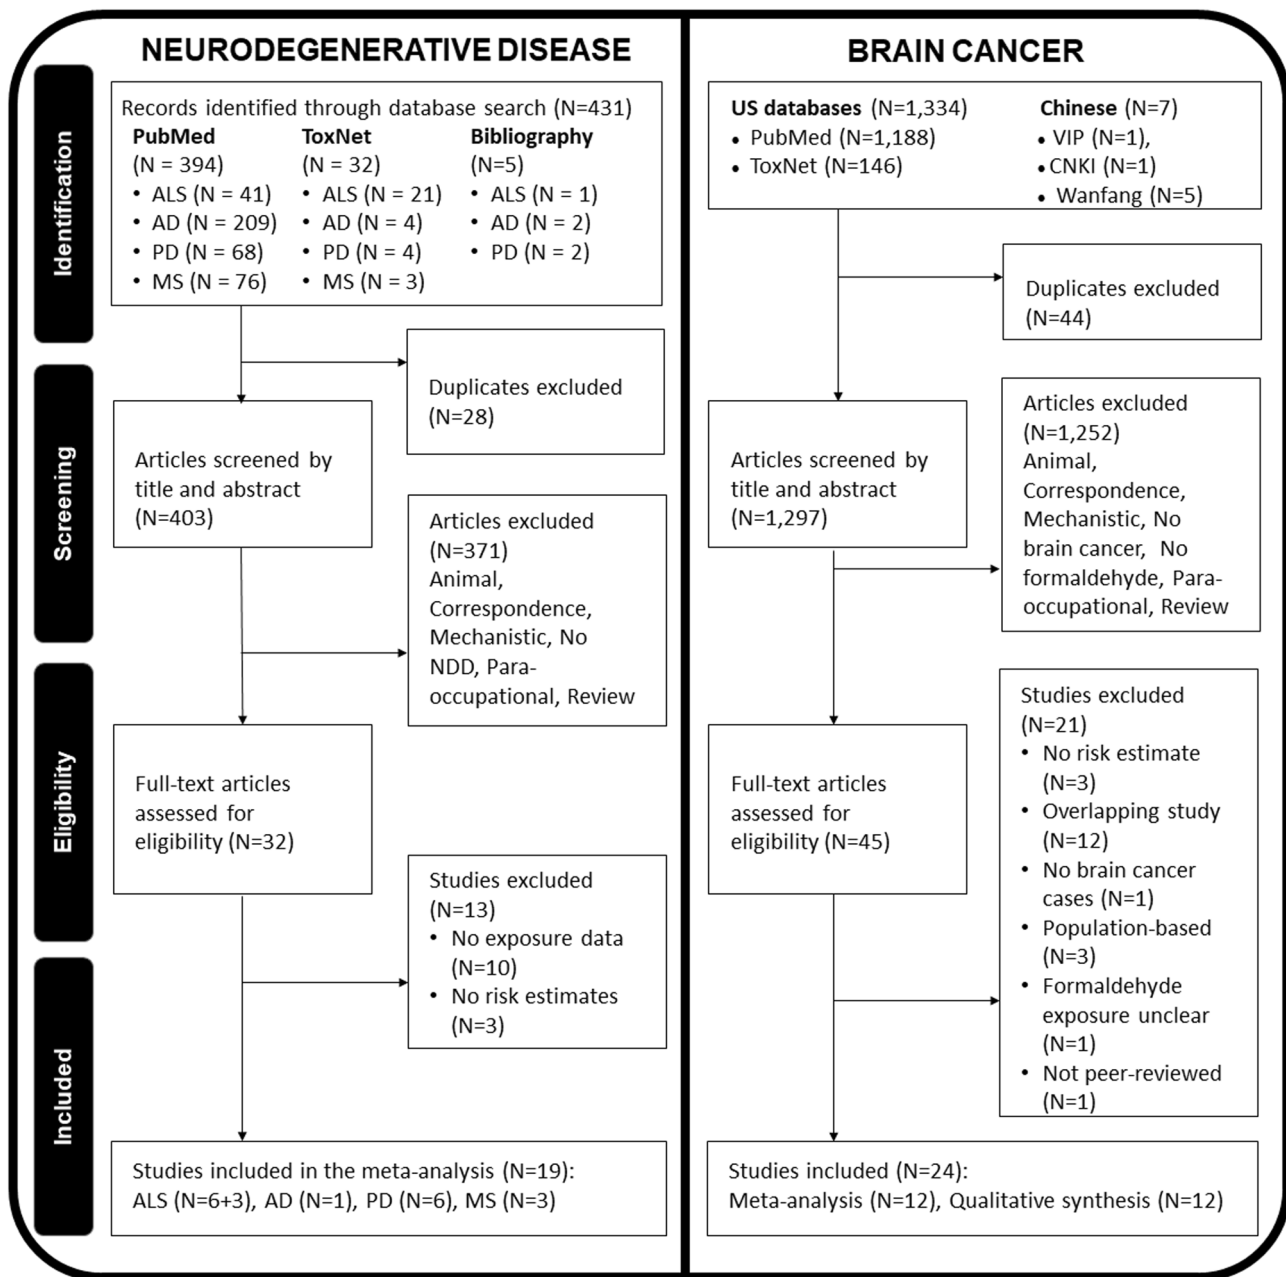 NEURODEGENERATIVE DISEASE
Identification
Records identified through database search (N=431)
PubMed
(N = 394)
• ALS (N = 41)
• AD (N = 209)
• PD (N = 68)
• MS (N = 76)
ToxNet
(N = 32)
• ALS (N = 21)
• AD (N = 4)
• PD (N = 4)
• MS (N = 3)
Bibliography
(N=5)
• ALS (N = 1)
• AD (N = 2)
• PD (N = 2)
Duplicates excluded
(N=28)
Screening
Articles screened by
title and abstract
(N=403)
Articles excluded
(N=371)
Animal,
Correspondence,
Mechanistic, No
NDD, Para-
occupational, Review
Eligibility
Full-text articles
assessed for
eligibility (N=32)
Studies excluded
(N=13)
• No exposure data
(N=10)
• No risk estimates
(N=3)
Included
Studies included in the meta-analysis (N=19):
ALS (N=6+3), AD (N=1), PD (N=6), MS (N=3)
BRAIN CANCER
US databases (N=1,334)
• PubMed (N=1,188)
• ToxNet (N=146)
Chinese (N=7)
• VIP (N=1),
• CNKI (N=1)
• Wanfang (N=5)
Duplicates excluded
(N=44)
Articles screened by
title and abstract
(N=1,297)
Articles excluded
(N=1,252)
Animal,
Correspondence,
Mechanistic, No
brain cancer, No
formaldehyde, Para-
occupational, Review
Full-text articles
assessed for
eligibility (N=45)
Studies excluded
(N=21)
• No risk estimate
(N=3)
• Overlapping study
(N=12)
• No brain cancer
cases (N=1)
• Population-based
(N=3)
• Formaldehyde
exposure unclear
(N=1)
• Not peer-reviewed
(N=1)
Studies included (N=24):
Meta-analysis (N=12), Qualitative synthesis (N=12)